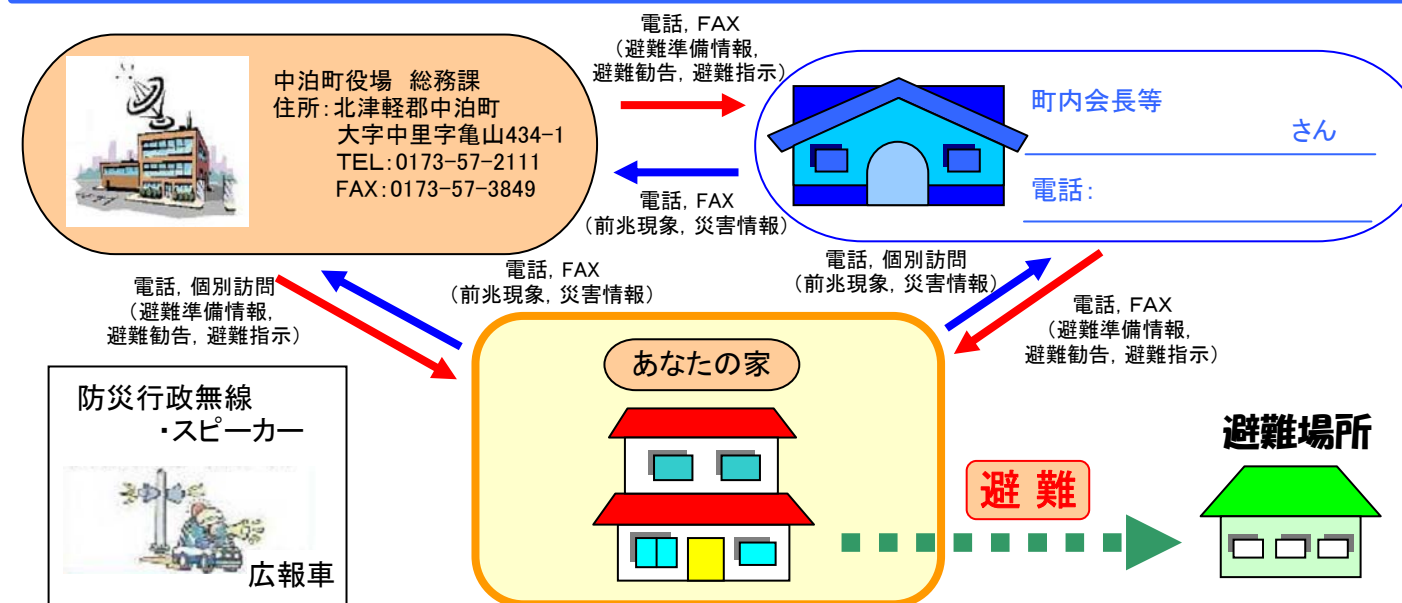 電話, FAX
(避難準備情報,
避難勧告, 避難指示)
中泊町役場 総務課
住所:北津軽郡中泊町
大字中里字亀山434-1
TEL:0173-57-2111
FAX:0173-57-3849
町内会長等
さん
電話:
電話, FAX
(前兆現象, 災害情報)
電話, 個別訪問
(避難準備情報,
避難勧告, 避難指示)
電話, FAX
(前兆現象, 災害情報)
電話, 個別訪問
(前兆現象, 災害情報)
電話, FAX
(避難準備情報,
避難勧告, 避難指示)
あなたの家
防災行政無線
・スピーカー
広報車
避難
避難場所